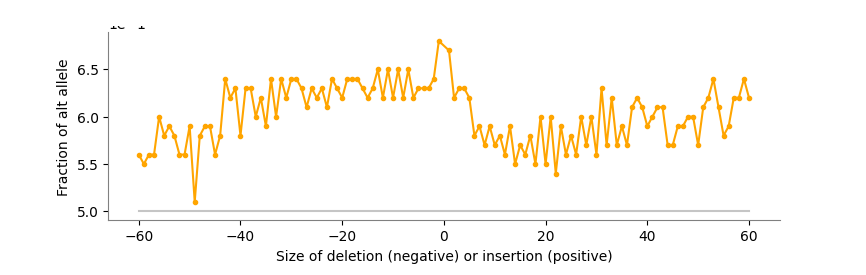 6.5
6.0
5.5
5.0
Fraction of alt allele
−60 −40 −20 0 20 40 60
Size of deletion (negative) or insertion (positive)